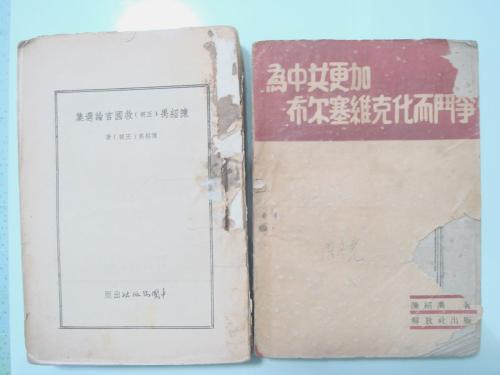 陳紹禹（王明）救國言論選集
陳紹禹（王明）著
中國出版社出版
為中共更加
布尔塞維克化而鬥爭
陳紹禹 著
解放社出版